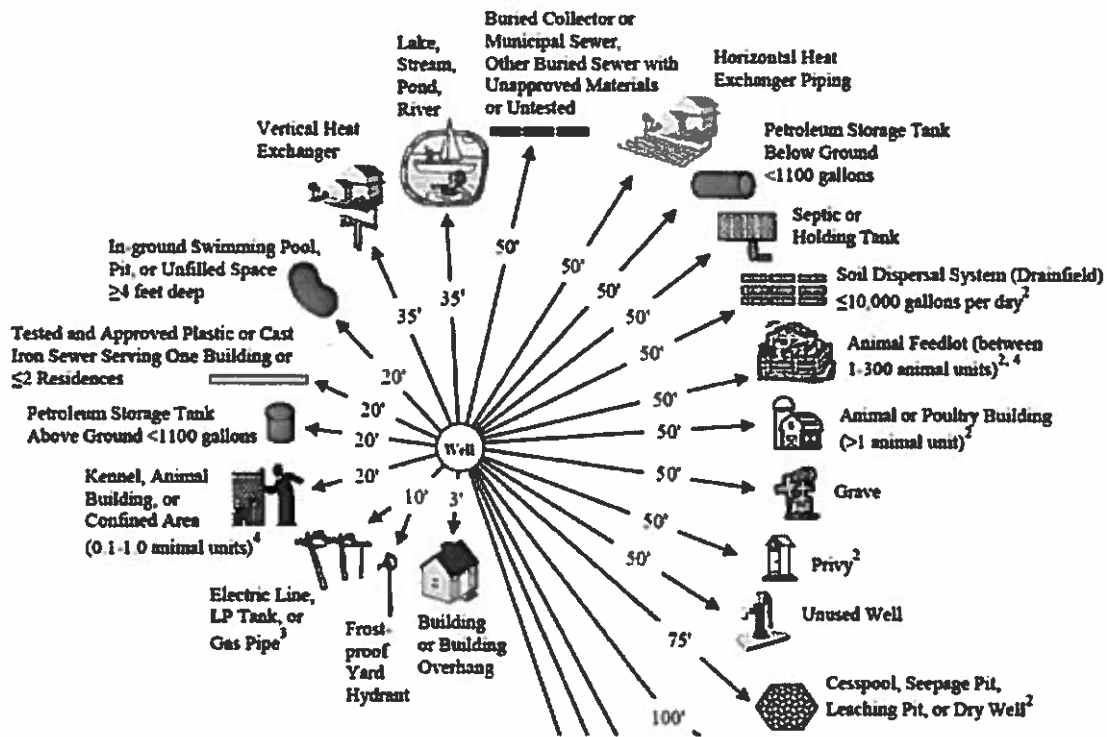 Buried Collector or
Municipal Sewer,
Other Buried Sewer with
Unapproved Materials
or Untested
Lake,
Stream,
Pond,
River
Horizontal Heat
Exchanger Piping
Vertical Heat
Exchanger
Petroleum Storage Tank
Below Ground
<1100 gallons
Septic or
Holding Tank
In-ground Swimming Pool,
Pit, or Unfilled Space
≥4 feet deep
Soil Dispersal System (Drainfield)
≤10,000 gallons per day²
Tested and Approved Plastic or Cast
Iron Sewer Serving One Building or
≤2 Residences
Animal Feedlot (between
1-300 animal units)²,⁴
Petroleum Storage Tank
Above Ground <1100 gallons
Animal or Poultry Building
(>1 animal unit)²
Kennel, Animal
Building, or
Confined Area
(0.1-1.0 animal units)⁴
Grave
Privy²
Electric Line,
LP Tank, or
Gas Pipe³
Frost-
proof
Yard
Hydrant
Building
or Building
Overhang
Unused Well
Cesspool, Seepage Pit,
Leaching Pit, or Dry Well²
Well
50'
50'
50'
50'
50'
50'
50'
50'
50'
50'
75'
100'
35'
35'
20'
20'
20'
20'
10'
3'